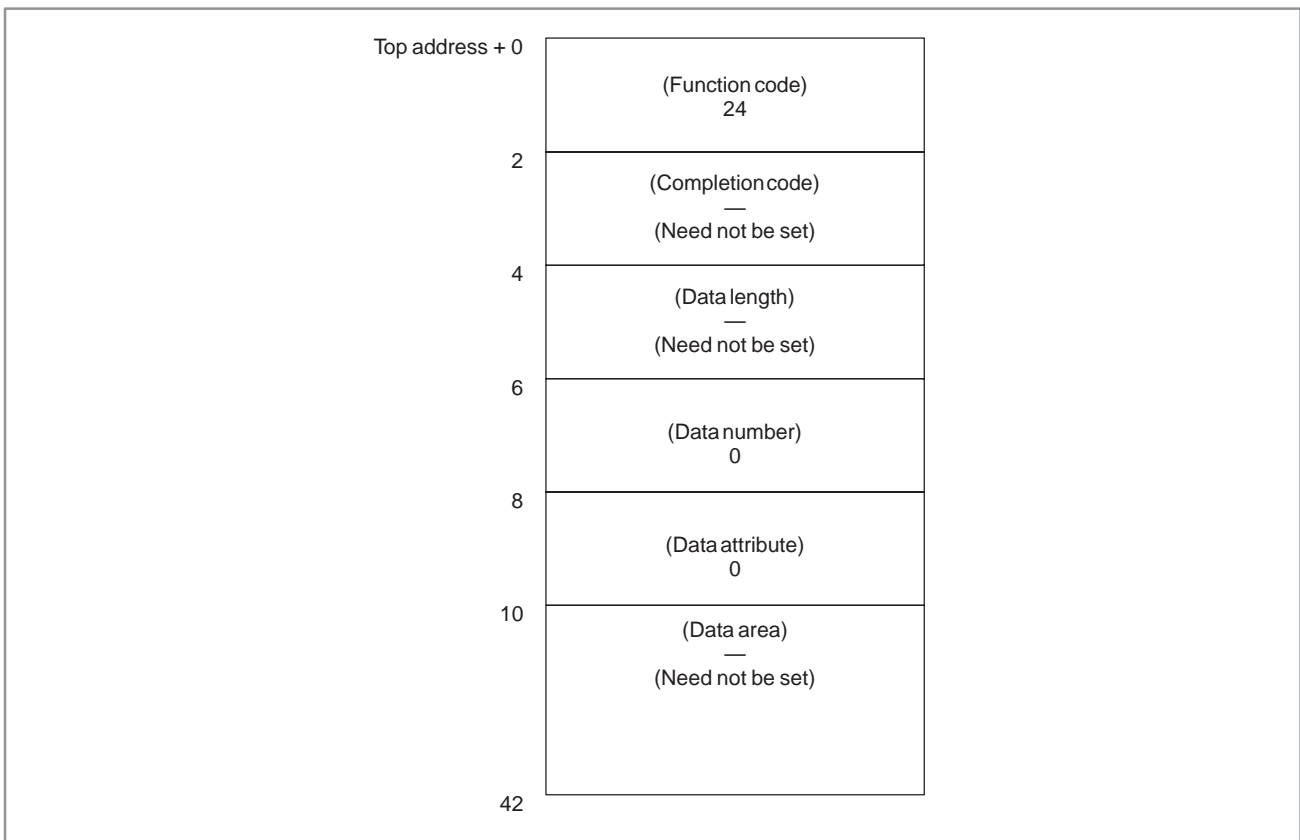 Top address + 0
(Function code)
24
2
(Completion code)
—
(Need not be set)
4
(Data length)
—
(Need not be set)
6
(Data number)
0
8
(Data attribute)
0
10
(Data area)
—
(Need not be set)
42